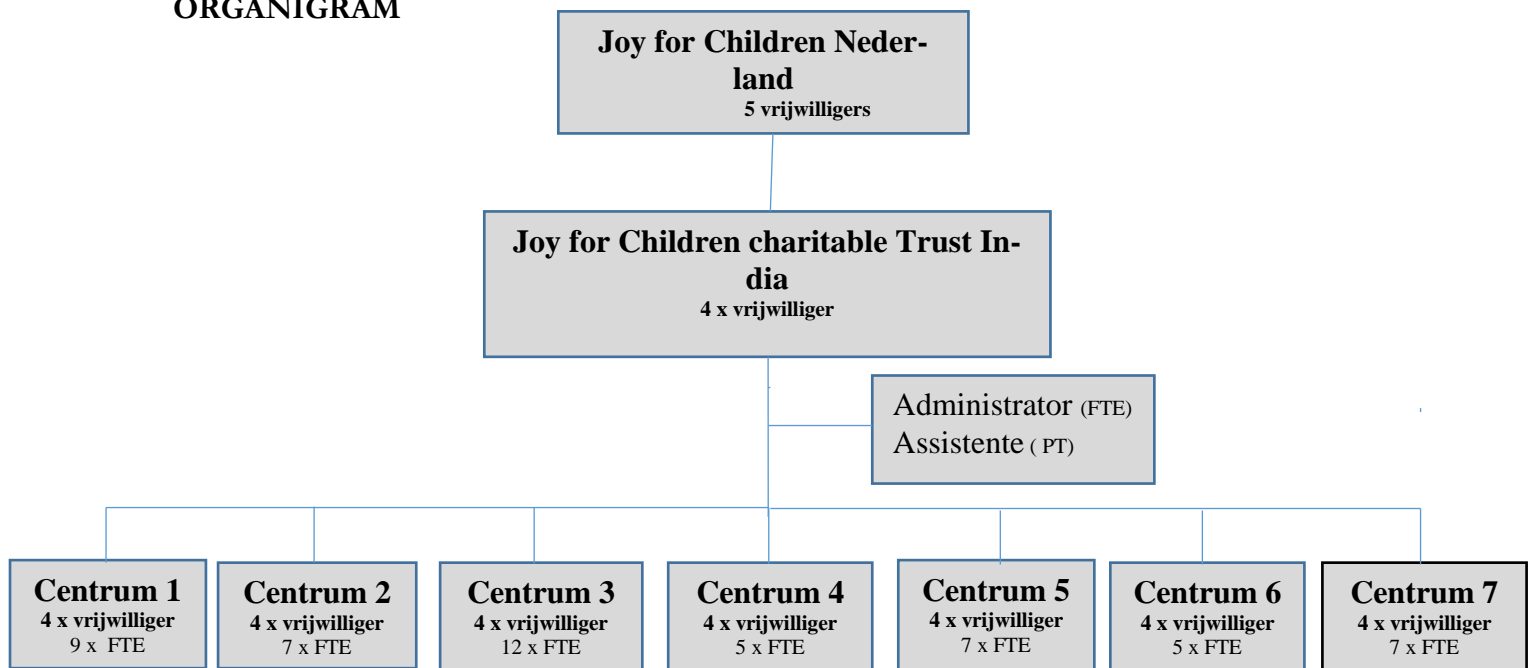 ORGANIGRAM
Joy for Children Neder-
land
5 vrijwilligers
Joy for Children charitable Trust In-
dia
4 x vrijwilliger
Administrator (FTE)
Assistente ( PT)
Centrum 1
4 x vrijwilliger
9 x  FTE
Centrum 2
4 x vrijwilliger
7 x FTE
Centrum 3
4 x vrijwilliger
12 x FTE
Centrum 4
4 x vrijwilliger
5 x FTE
Centrum 5
4 x vrijwilliger
7 x FTE
Centrum 6
4 x vrijwilliger
5 x FTE
Centrum 7
4 x vrijwilliger
7 x FTE